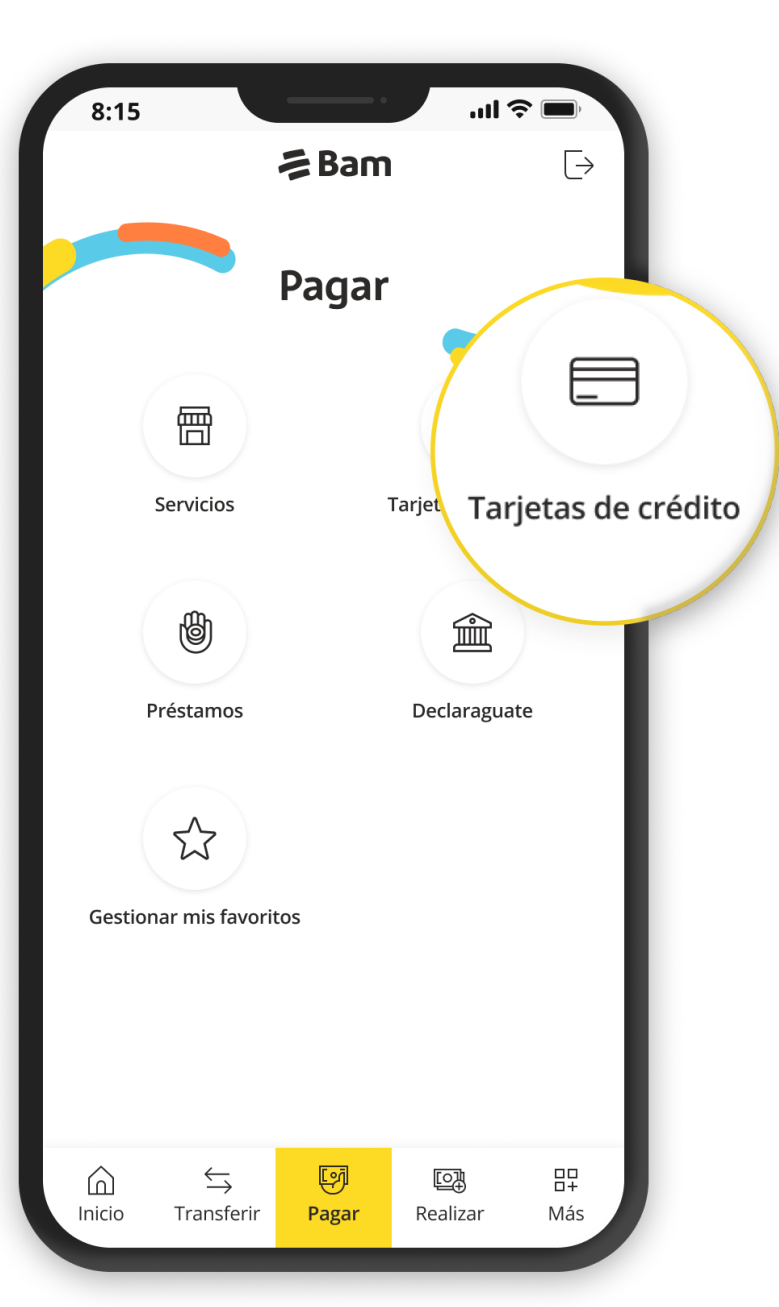 8:15
Bam
Pagar
Servicios
Tarjet
Tarjetas de crédito
Préstamos
Declaraguate
Gestionar mis favoritos
Inicio
Transferir
Pagar
Realizar
Más